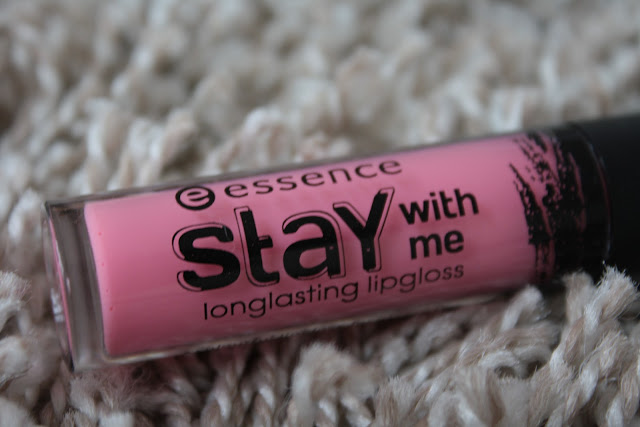 essence
stay with me
longlasting lipgloss